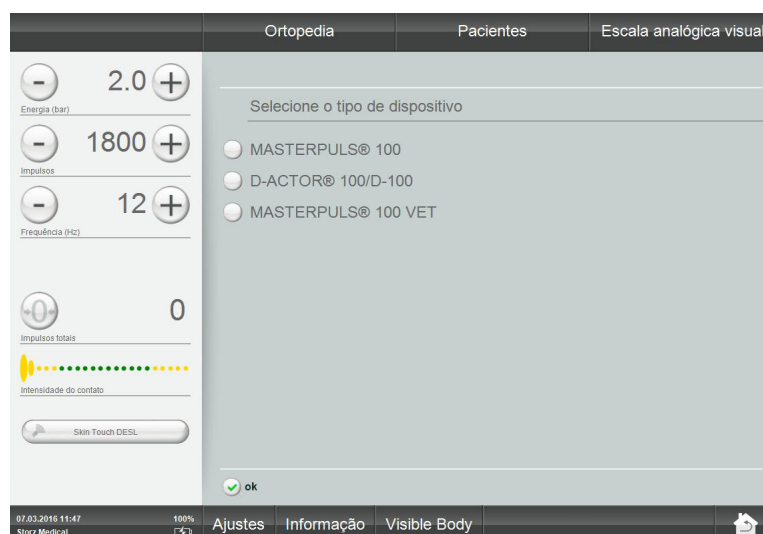 Ortopedia
Pacientes
Escala analógica visual
- 2.0 +
Energia (bar)
- 1800 +
Impulsos
- 12 +
Frequência (Hz)
0 0
Impulsos totais
Intensidade do contato
Skin Touch DESL
Selecione o tipo de dispositivo
MASTERPULS® 100
D-ACTOR® 100/D-100
MASTERPULS® 100 VET
ok
07.03.2016 11:47 100%
Storz Medical
Ajustes
Informação
Visible Body